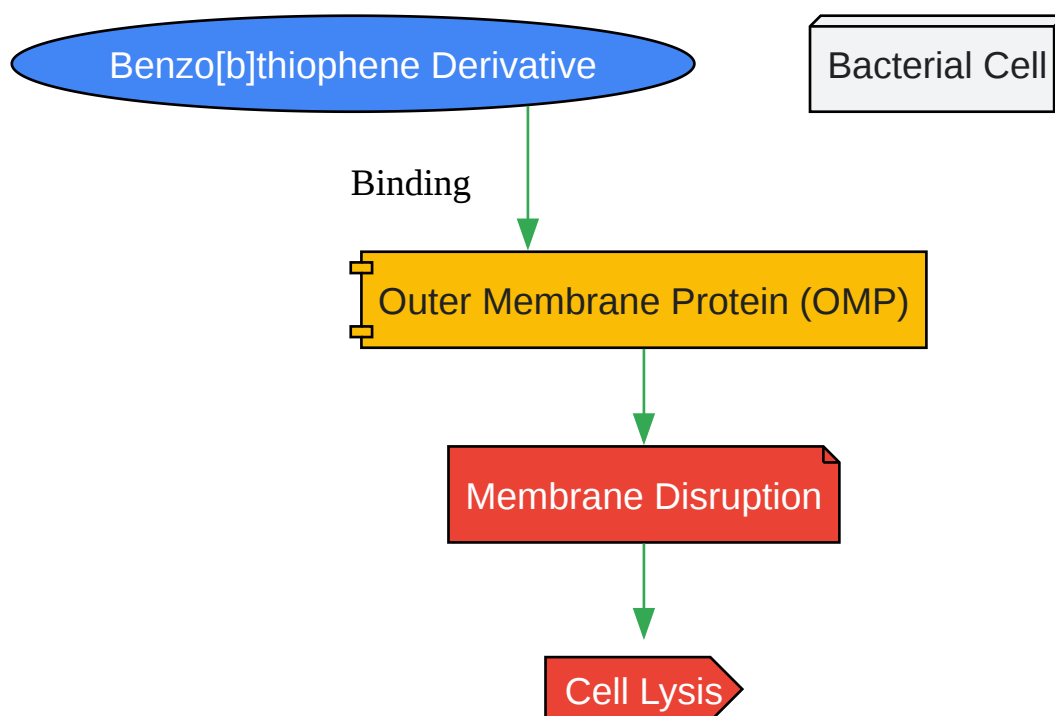 Benzo[b]thiophene Derivative
Bacterial Cell
Binding
Outer Membrane Protein (OMP)
Membrane Disruption
Cell Lysis